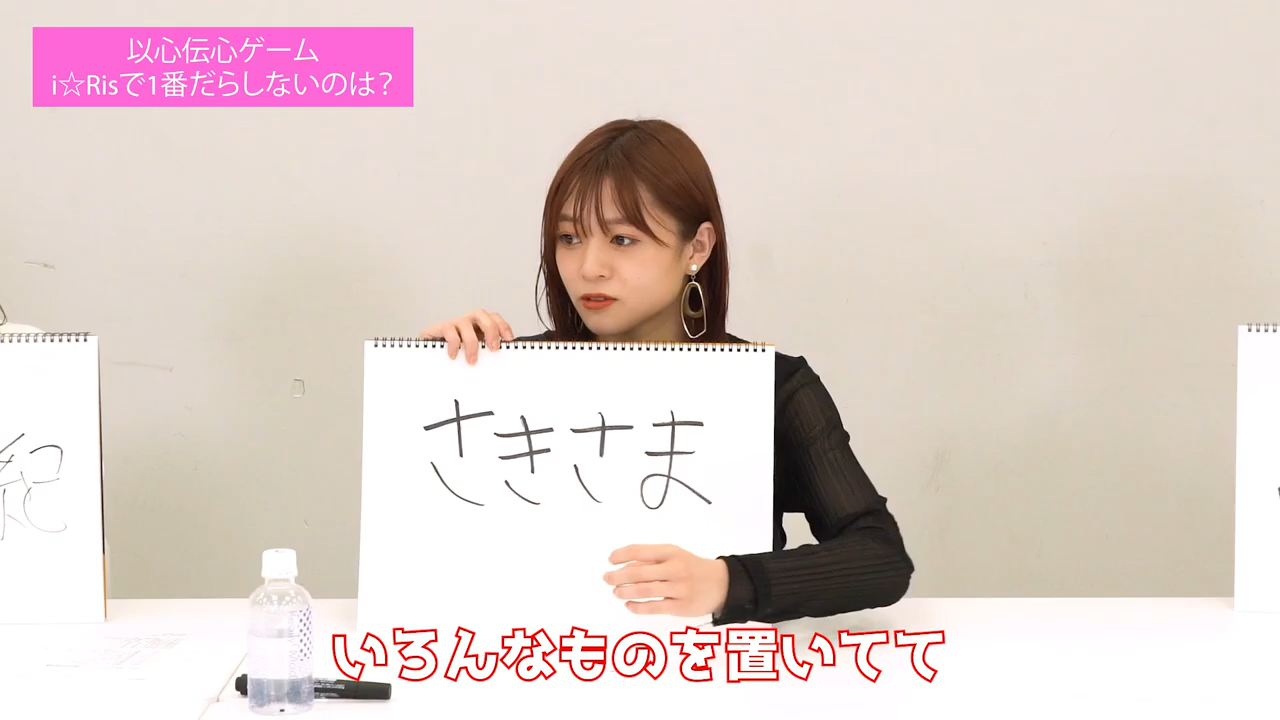 以心伝心ゲーム
i☆Risで1番だらしないのは？
紀
さきさま
いろんなものを置いてて